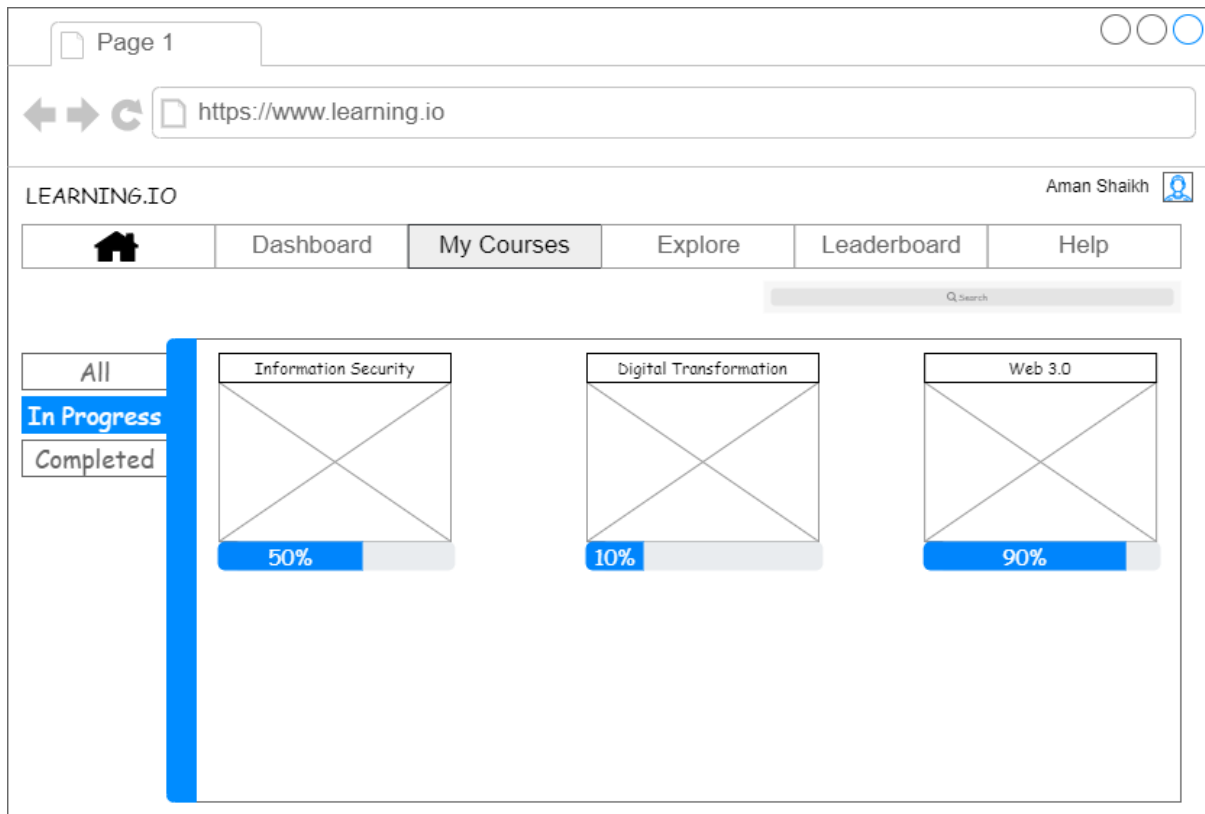 Page 1
https://www.learning.io
Aman Shaikh
LEARNING.IO
Dashboard My Courses Explore Leaderboard Help
Search
All
In Progress
Completed
Information Security Digital Transformation Web 3.0
50% 10% 90%